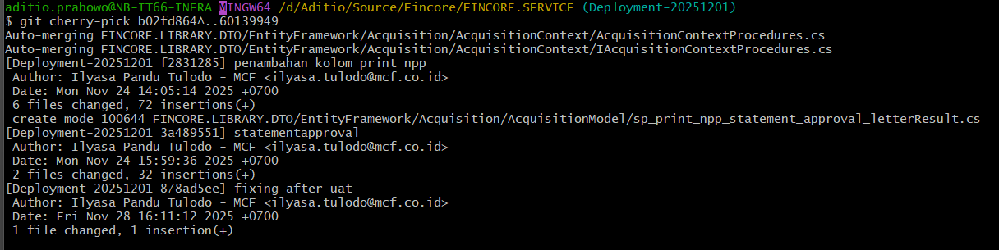 aditio.prabowo@NB-IT66-INFRA MINGW64 /d/Aditio/Source/Fincore/FINCORE.SERVICE (Deployment-20251201)
$ git cherry-pick b02fd864^..60139949
Auto-merging FINCORE.LIBRARY.DTO/EntityFramework/Acquisition/AcquisitionContext/AcquisitionContextProcedures.cs
Auto-merging FINCORE.LIBRARY.DTO/EntityFramework/Acquisition/AcquisitionContext/IAcquisitionContextProcedures.cs
[Deployment-20251201 f2831285] penambahan kolom print npp
 Author: Ilyasa Pandu Tulodo - MCF <ilyasa.tulodo@mcf.co.id>
 Date: Mon Nov 24 14:05:14 2025 +0700
 6 files changed, 72 insertions(+)
 create mode 100644 FINCORE.LIBRARY.DTO/EntityFramework/Acquisition/AcquisitionModel/sp_print_npp_statement_approval_letterResult.cs
[Deployment-20251201 3a489551] statementapproval
 Author: Ilyasa Pandu Tulodo - MCF <ilyasa.tulodo@mcf.co.id>
 Date: Mon Nov 24 15:59:36 2025 +0700
 2 files changed, 32 insertions(+)
[Deployment-20251201 878ad5ee] fixing after uat
 Author: Ilyasa Pandu Tulodo - MCF <ilyasa.tulodo@mcf.co.id>
 Date: Fri Nov 28 16:11:12 2025 +0700
 1 file changed, 1 insertion(+)